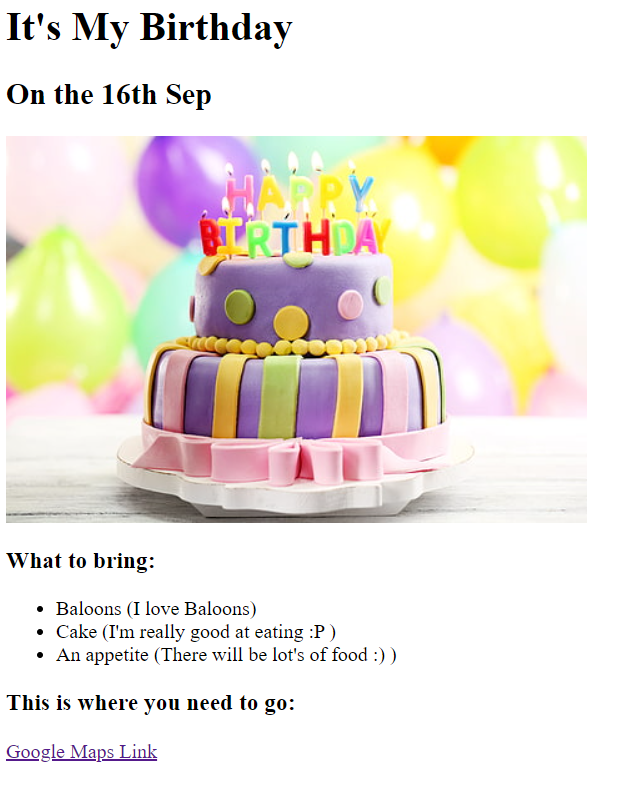 It's My Birthday
On the 16th Sep
HAPPY
BIRTHDAY
What to bring:
Baloons (I love Baloons)
Cake (I'm really good at eating :P )
An appetite (There will be lot's of food :) )
This is where you need to go:
Google Maps Link